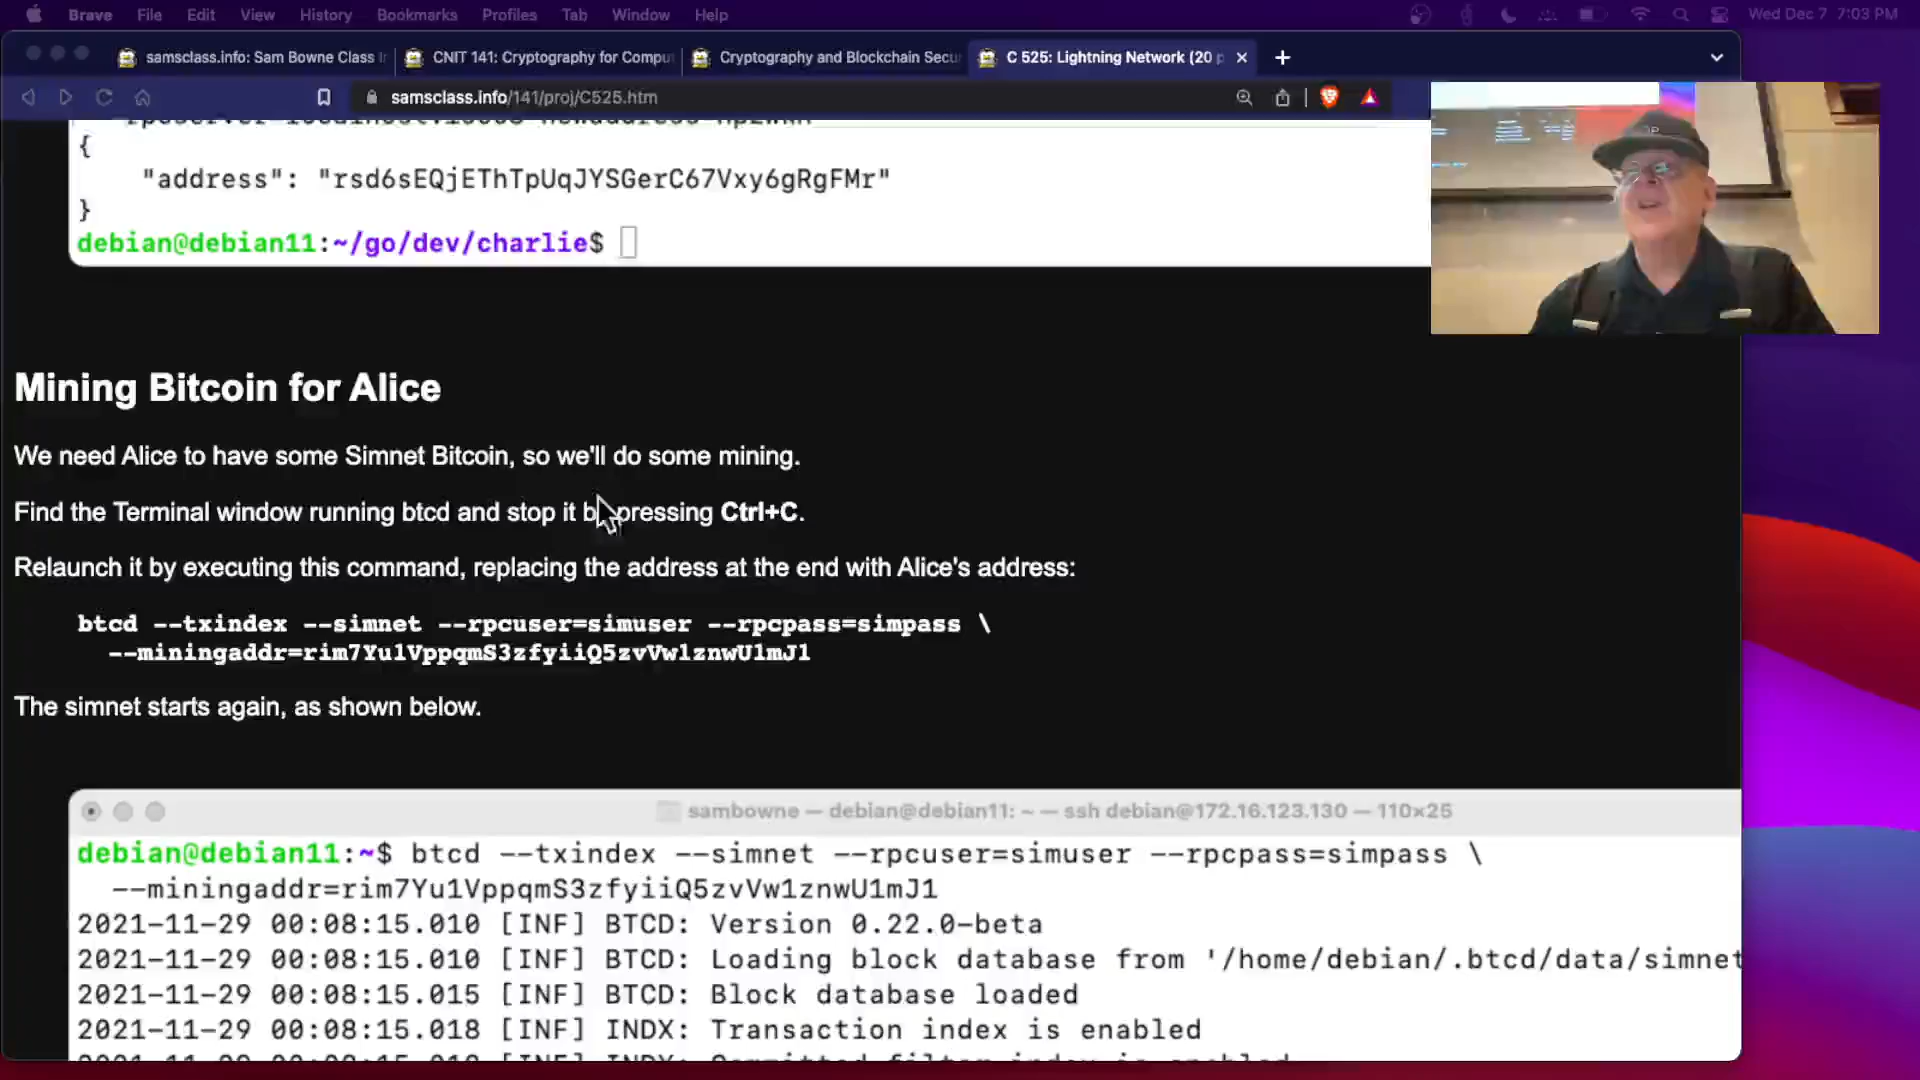 Brave File Edit View History Bookmarks Profiles Tab Window Help Wed Dec 7 7:03 PM
samsclass.info: Sam Bowne Class CNIT 141: Cryptography for Compu Cryptography and Blockchain Secu C 525: Lightning Network (20
samsclass.info/141/proj/C525.htm
{
"address": "rsd6sEQjEThTpUqJYSGerC67Vxy6gRgFMr"
}
debian@debian11:~/go/dev/charlie$
Mining Bitcoin for Alice
We need Alice to have some Simnet Bitcoin, so we'll do some mining.
Find the Terminal window running btcd and stop it pressing Ctrl+C.
Relaunch it by executing this command, replacing the address at the end with Alice's address:
btcd --txindex --simnet --rpcuser=simuser --rpcpass=simpass \
--miningaddr=rim7Yu1VppqmS3zfyiiQ5zvVw1znwU1mJ1
The simnet starts again, as shown below.
sambowne — debian@debian11: ~ — ssh debian@172.16.123.130 — 110×25
debian@debian11:~$ btcd --txindex --simnet --rpcuser=simuser --rpcpass=simpass \
--miningaddr=rim7Yu1VppqmS3zfyiiQ5zvVw1znwU1mJ1
2021-11-29 00:08:15.010 [INF] BTCD: Version 0.22.0-beta
2021-11-29 00:08:15.010 [INF] BTCD: Loading block database from '/home/debian/.btcd/data/simnet
2021-11-29 00:08:15.015 [INF] BTCD: Block database loaded
2021-11-29 00:08:15.018 [INF] INDX: Transaction index is enabled